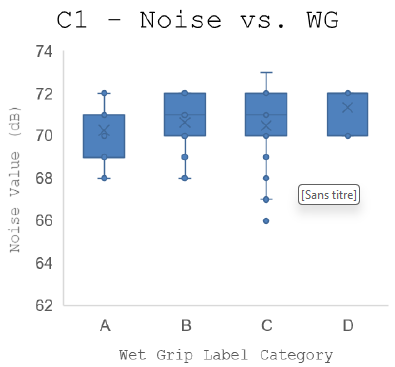 C1 – Noise vs. WG
74
72
70
68
66
64
62
Noise Value (dB)
[Sans titre]
A B C D
Wet Grip Label Category